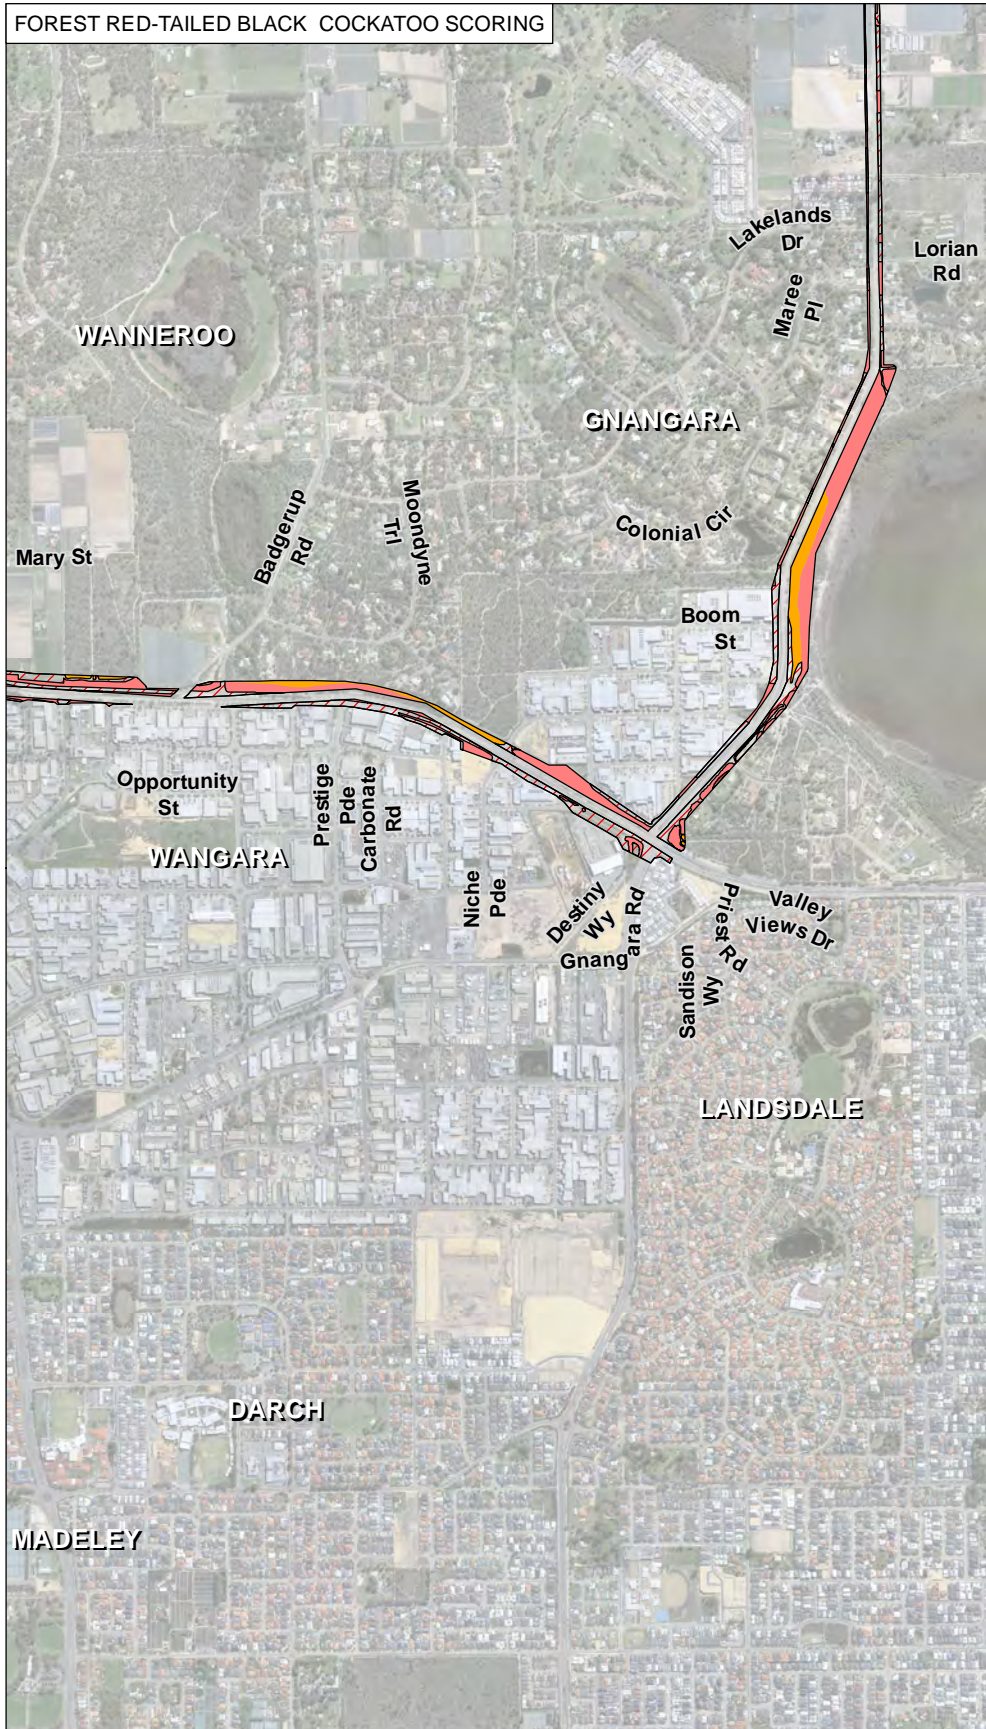 FOREST RED-TAILED BLACK COCKATOO SCORING
Lakelands
Dr
Lorian
Rd
Maree
Pl
WANNEROO
GNANGARA
Moondyne
Trl
Badgerup
Rd
Colonial Cir
Mary St
Boom
St
Opportunity
St
Prestige
Pde
Carbonate
Rd
WANGARA
Niche
Pde
Destiny
Wy
Gnangara Rd
Priest Rd
Valley
Views Dr
Sandison
Wy
LANDSDALE
DARCH
MADELEY